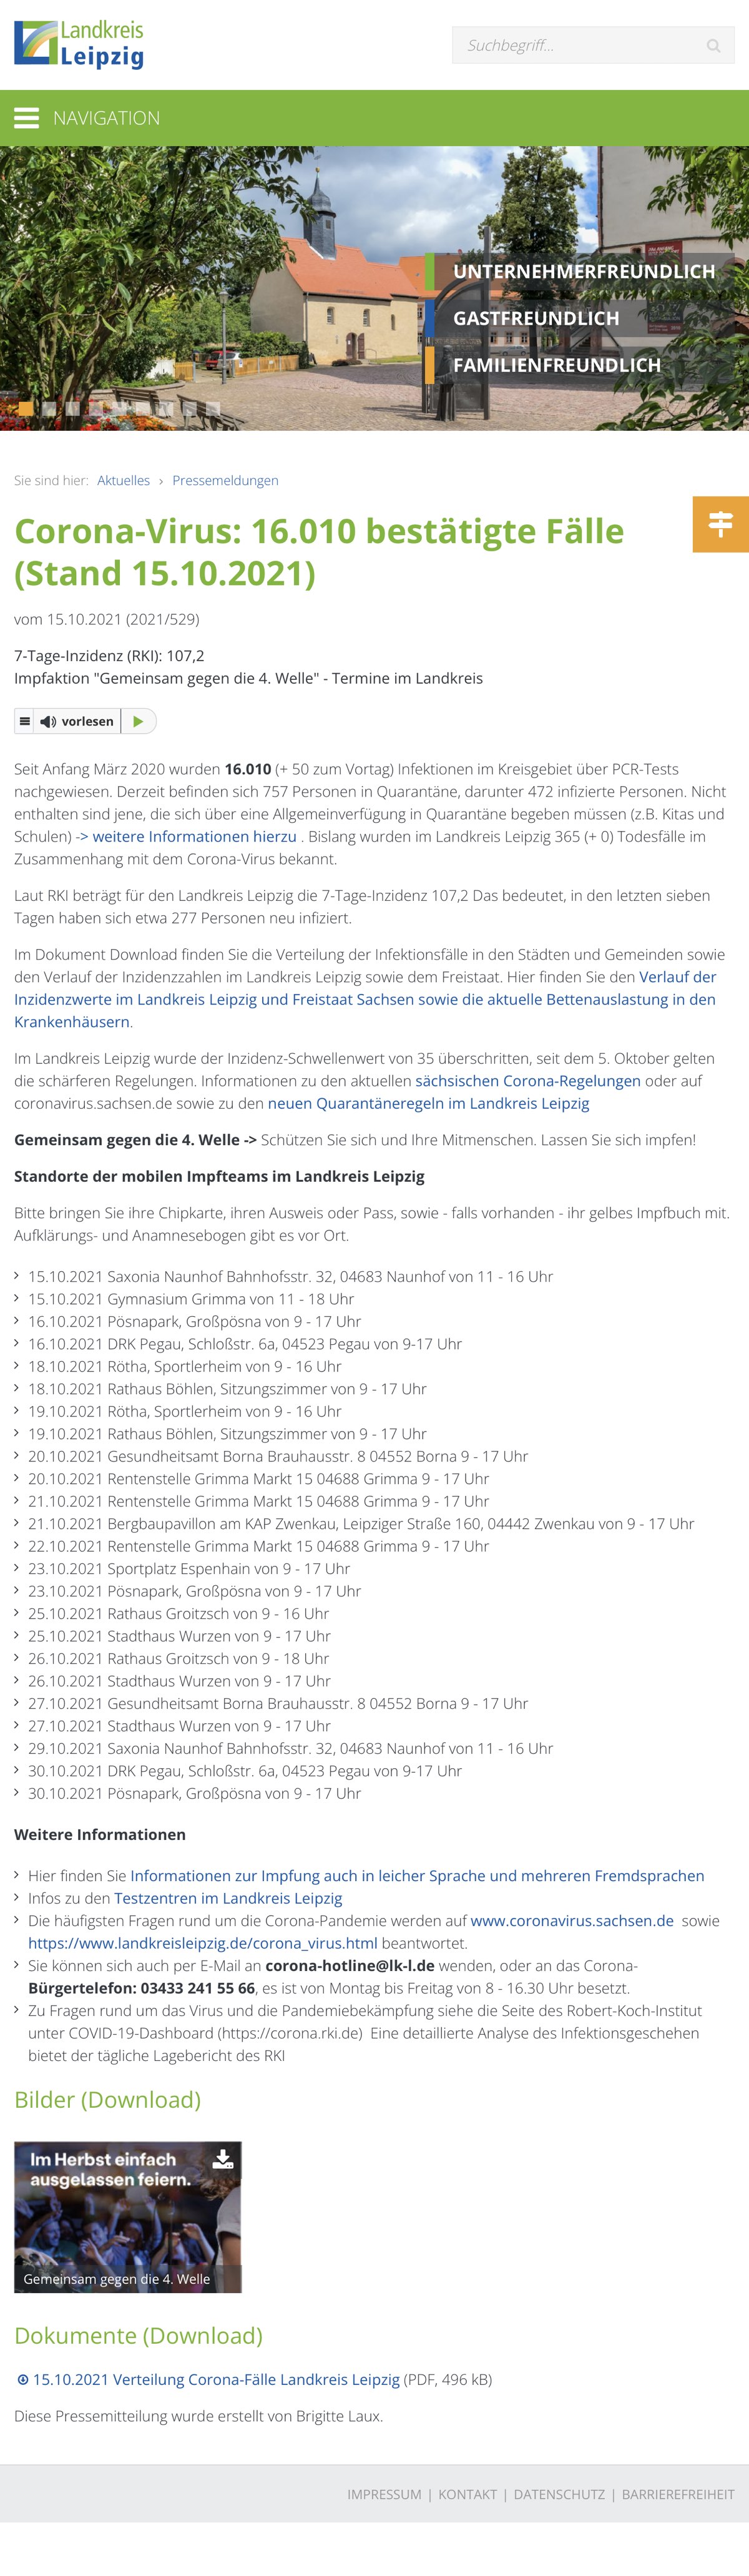 Landkreis
Leipzig
Suchbegriff...
NAVIGATION
UNTERNEHMERFREUNDLICH
GASTFREUNDLICH
FAMILIENFREUNDLICH
Sie sind hier: Aktuelles › Pressemeldungen
Corona-Virus: 16.010 bestätigte Fälle
(Stand 15.10.2021)
vom 15.10.2021 (2021/529)
7-Tage-Inzidenz (RKI): 107,2
Impfaktion "Gemeinsam gegen die 4. Welle" - Termine im Landkreis
vorlesen
Seit Anfang März 2020 wurden 16.010 (+ 50 zum Vortag) Infektionen im Kreisgebiet über PCR-Tests
nachgewiesen. Derzeit befinden sich 757 Personen in Quarantäne, darunter 472 infizierte Personen. Nicht
enthalten sind jene, die sich über eine Allgemeinverfügung in Quarantäne begeben müssen (z.B. Kitas und
Schulen) -> weitere Informationen hierzu . Bislang wurden im Landkreis Leipzig 365 (+ 0) Todesfälle im
Zusammenhang mit dem Corona-Virus bekannt.
Laut RKI beträgt für den Landkreis Leipzig die 7-Tage-Inzidenz 107,2 Das bedeutet, in den letzten sieben
Tagen haben sich etwa 277 Personen neu infiziert.
Im Dokument Download finden Sie die Verteilung der Infektionsfälle in den Städten und Gemeinden sowie
den Verlauf der Inzidenzzahlen im Landkreis Leipzig sowie dem Freistaat. Hier finden Sie den Verlauf der
Inzidenzwerte im Landkreis Leipzig und Freistaat Sachsen sowie die aktuelle Bettenauslastung in den
Krankenhäusern.
Im Landkreis Leipzig wurde der Inzidenz-Schwellenwert von 35 überschritten, seit dem 5. Oktober gelten
die schärferen Regelungen. Informationen zu den aktuellen sächsischen Corona-Regelungen oder auf
coronavirus.sachsen.de sowie zu den neuen Quarantäneregeln im Landkreis Leipzig
Gemeinsam gegen die 4. Welle -> Schützen Sie sich und Ihre Mitmenschen. Lassen Sie sich impfen!
Standorte der mobilen Impfteams im Landkreis Leipzig
Bitte bringen Sie ihre Chipkarte, ihren Ausweis oder Pass, sowie - falls vorhanden - ihr gelbes Impfbuch mit.
Aufklärungs- und Anamnesebogen gibt es vor Ort.
› 15.10.2021 Saxonia Naunhof Bahnhofsstr. 32, 04683 Naunhof von 11 - 16 Uhr
› 15.10.2021 Gymnasium Grimma von 11 - 18 Uhr
› 16.10.2021 Pösnapark, Großpösna von 9 - 17 Uhr
› 16.10.2021 DRK Pegau, Schloßstr. 6a, 04523 Pegau von 9-17 Uhr
› 18.10.2021 Rötha, Sportlerheim von 9 - 16 Uhr
› 18.10.2021 Rathaus Böhlen, Sitzungszimmer von 9 - 17 Uhr
› 19.10.2021 Rötha, Sportlerheim von 9 - 16 Uhr
› 19.10.2021 Rathaus Böhlen, Sitzungszimmer von 9 - 17 Uhr
› 20.10.2021 Gesundheitsamt Borna Brauhausstr. 8 04552 Borna 9 - 17 Uhr
› 20.10.2021 Rentenstelle Grimma Markt 15 04688 Grimma 9 - 17 Uhr
› 21.10.2021 Rentenstelle Grimma Markt 15 04688 Grimma 9 - 17 Uhr
› 21.10.2021 Bergbaupavillon am KAP Zwenkau, Leipziger Straße 160, 04442 Zwenkau von 9 - 17 Uhr
› 22.10.2021 Rentenstelle Grimma Markt 15 04688 Grimma 9 - 17 Uhr
› 23.10.2021 Sportplatz Espenhain von 9 - 17 Uhr
› 23.10.2021 Pösnapark, Großpösna von 9 - 17 Uhr
› 25.10.2021 Rathaus Groitzsch von 9 - 16 Uhr
› 25.10.2021 Stadthaus Wurzen von 9 - 17 Uhr
› 26.10.2021 Rathaus Groitzsch von 9 - 18 Uhr
› 26.10.2021 Stadthaus Wurzen von 9 - 17 Uhr
› 27.10.2021 Gesundheitsamt Borna Brauhausstr. 8 04552 Borna 9 - 17 Uhr
› 27.10.2021 Stadthaus Wurzen von 9 - 17 Uhr
› 29.10.2021 Saxonia Naunhof Bahnhofsstr. 32, 04683 Naunhof von 11 - 16 Uhr
› 30.10.2021 DRK Pegau, Schloßstr. 6a, 04523 Pegau von 9-17 Uhr
› 30.10.2021 Pösnapark, Großpösna von 9 - 17 Uhr
Weitere Informationen
› Hier finden Sie Informationen zur Impfung auch in leicher Sprache und mehreren Fremdsprachen
› Infos zu den Testzentren im Landkreis Leipzig
› Die häufigsten Fragen rund um die Corona-Pandemie werden auf www.coronavirus.sachsen.de sowie
https://www.landkreisleipzig.de/corona_virus.html beantwortet.
› Sie können sich auch per E-Mail an corona-hotline@lk-l.de wenden, oder an das Corona-
Bürgertelefon: 03433 241 55 66, es ist von Montag bis Freitag von 8 - 16.30 Uhr besetzt.
› Zu Fragen rund um das Virus und die Pandemiebekämpfung siehe die Seite des Robert-Koch-Institut
unter COVID-19-Dashboard (https://corona.rki.de) Eine detaillierte Analyse des Infektionsgeschehen
bietet der tägliche Lagebericht des RKI
Bilder (Download)
Im Herbst einfach
ausgelassen feiern.
Gemeinsam gegen die 4. Welle
Dokumente (Download)
15.10.2021 Verteilung Corona-Fälle Landkreis Leipzig (PDF, 496 kB)
Diese Pressemitteilung wurde erstellt von Brigitte Laux.
IMPRESSUM | KONTAKT | DATENSCHUTZ | BARRIEREFREIHEIT